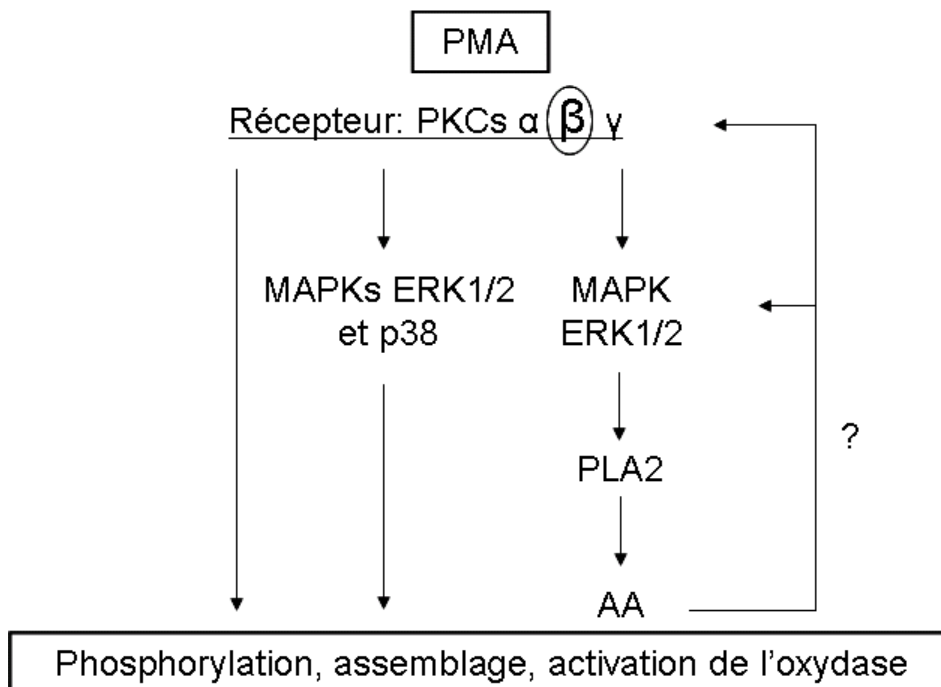 PMA
Récepteur: PKCs α β γ
MAPKs ERK1/2
et p38
MAPK
ERK1/2
?
PLA2
AA
Phosphorylation, assemblage, activation de l'oxydase